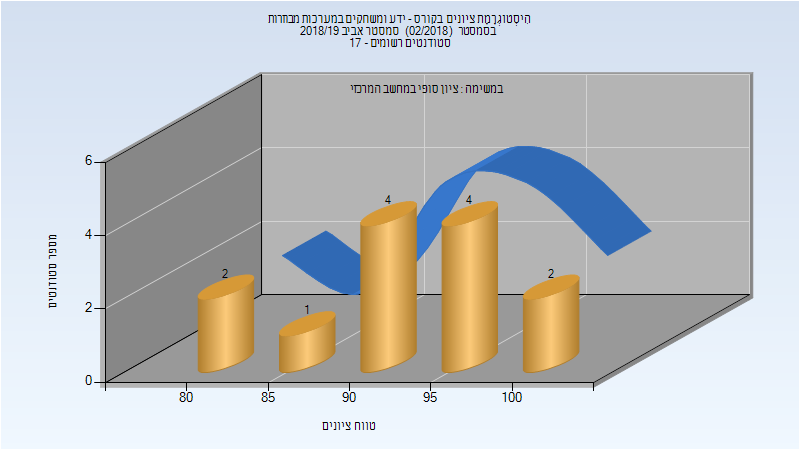 היסטוגרמת ציונים בקורס - ידע ומשחקים במערכות מבוזרות
בסמסטר (02/2018) סמסטר אביב 2018/19
סטודנטים רשומים - 17
במשימה : ציון סופי במחשב המרכזי
מספר סטודנטים
6
4
2
0
2
1
4
4
2
80
85
90
95
100
טווח ציונים